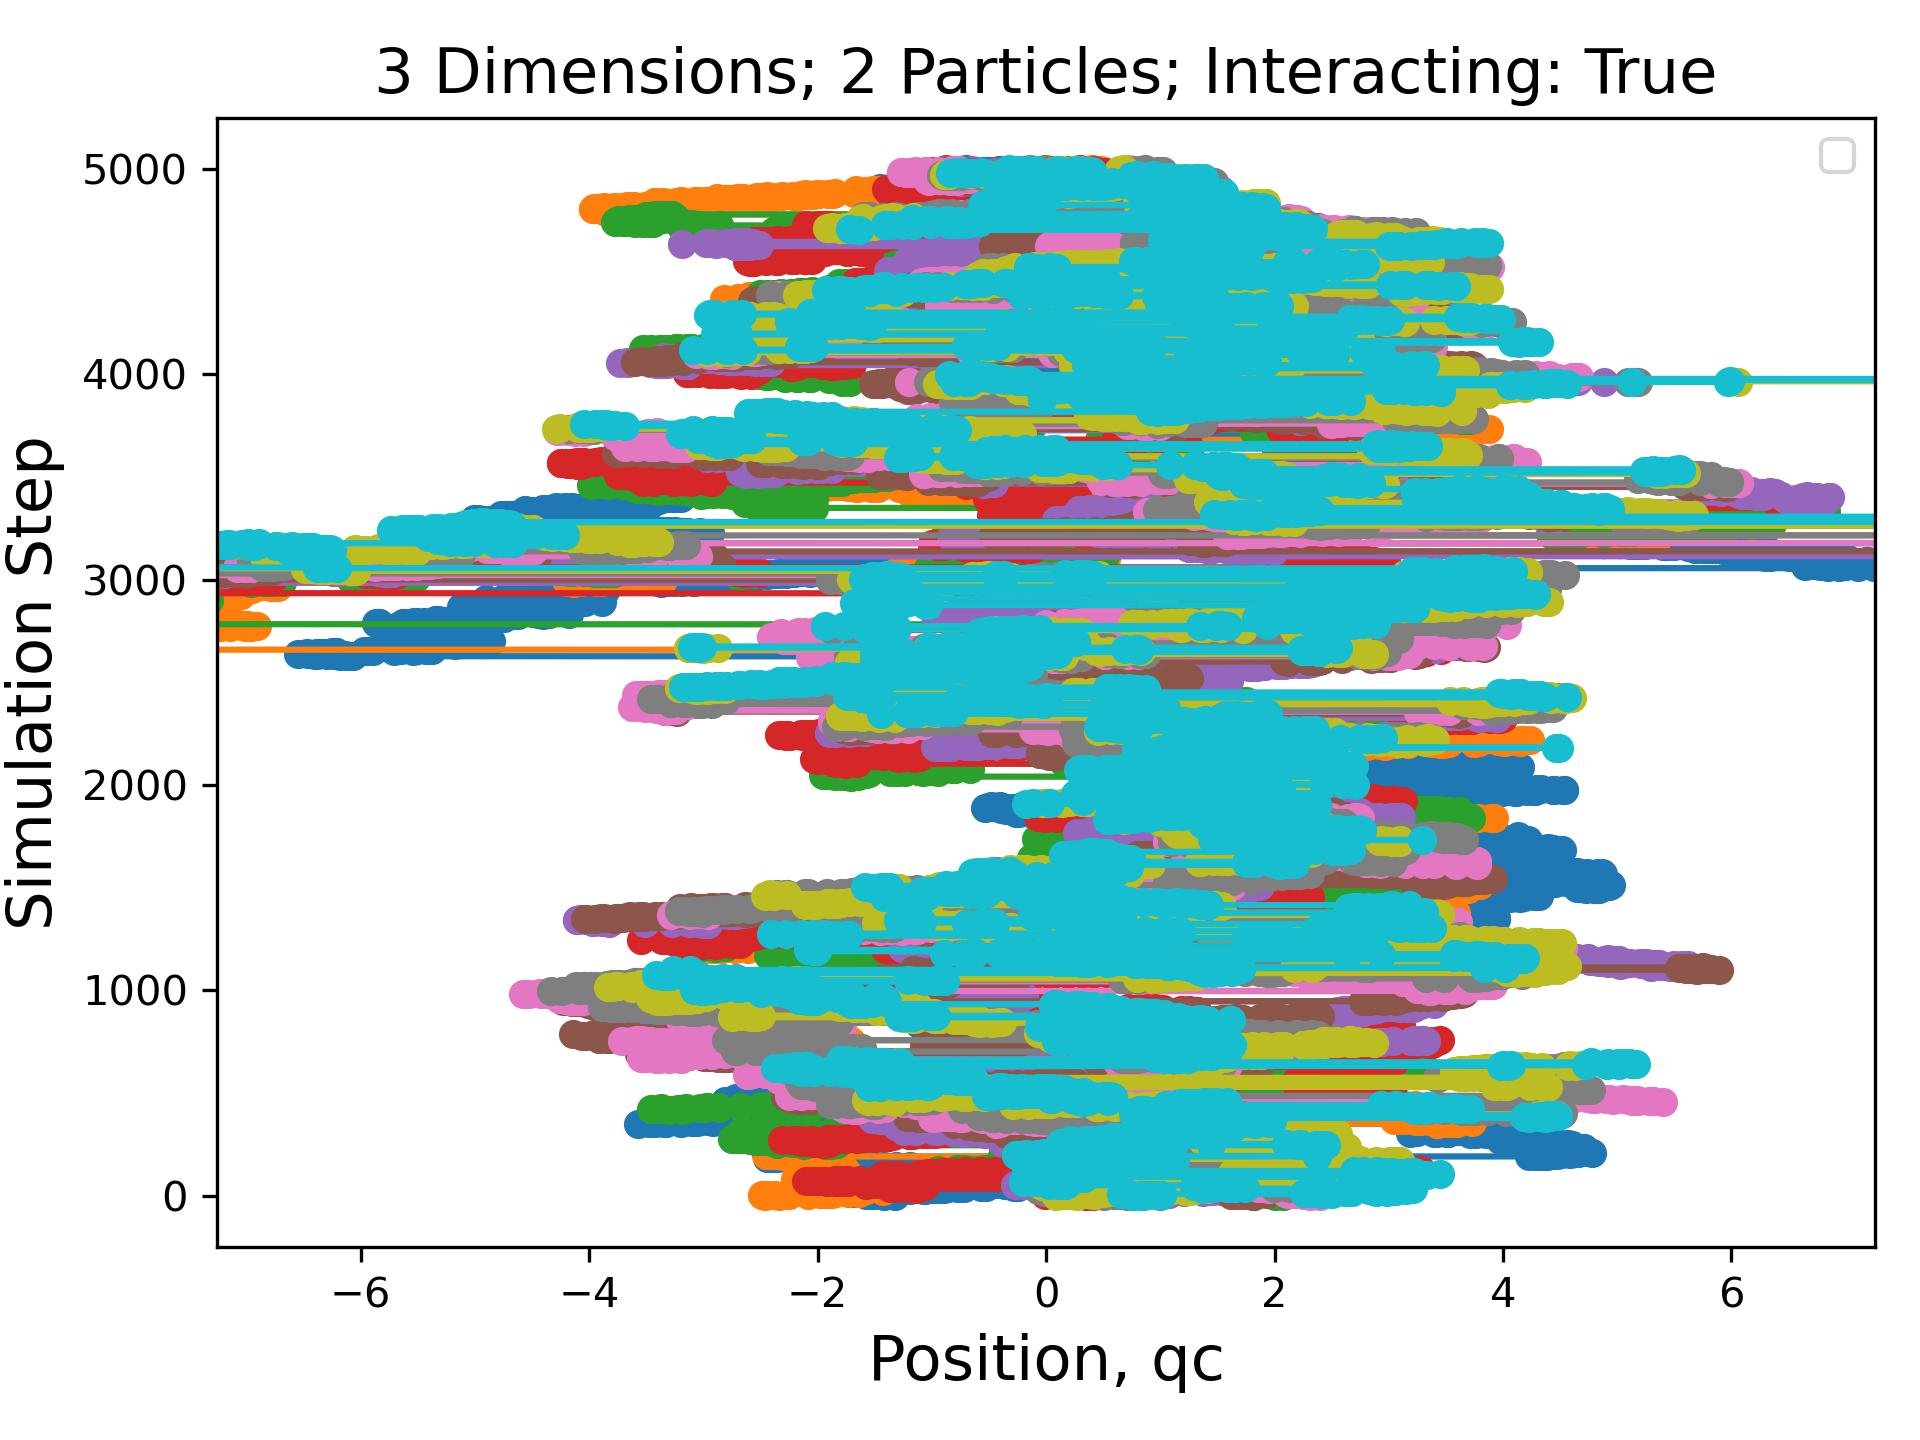 3 Dimensions; 2 Particles; Interacting: True
5000
4000
3000
2000
1000
0
Simulation Step
−6 −4 −2 0 2 4 6
Position, qc